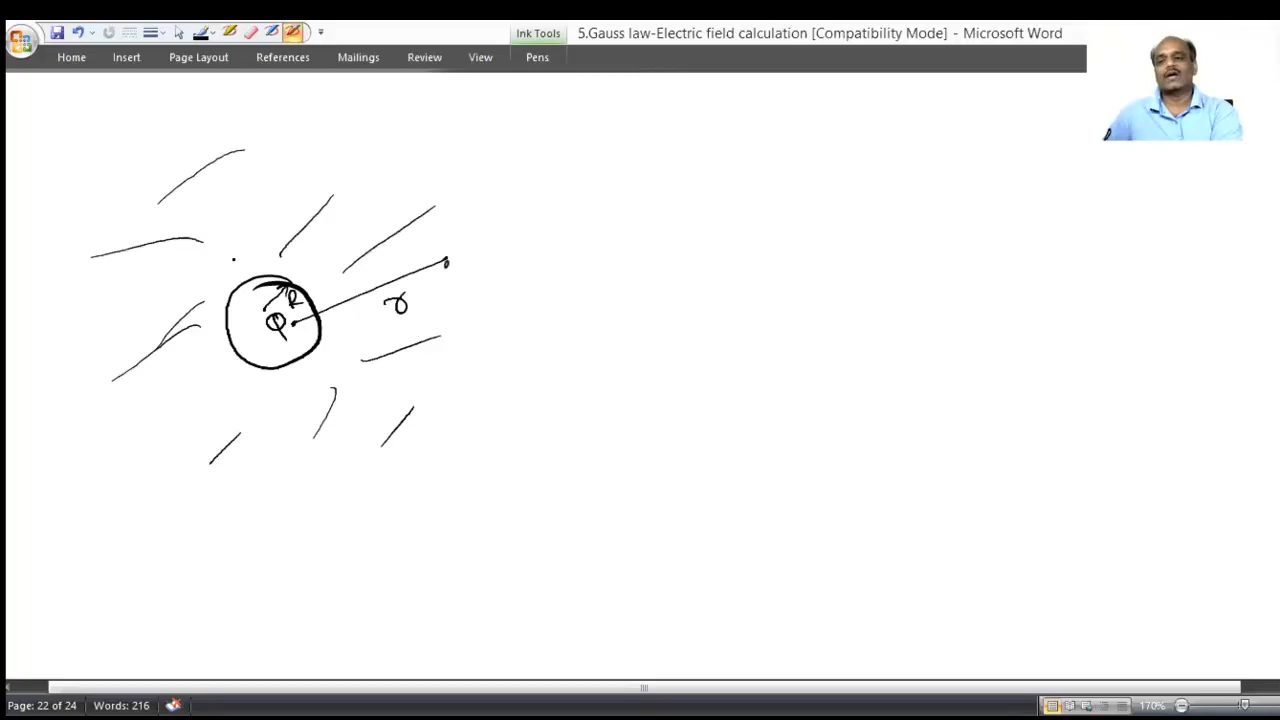 Ink Tools
5.Gauss law-Electric field calculation [Compatibility Mode] - Microsoft Word
Home Insert Page Layout References Mailings Review View Pens
R
Q
r
Page: 22 of 24 Words: 216 170%